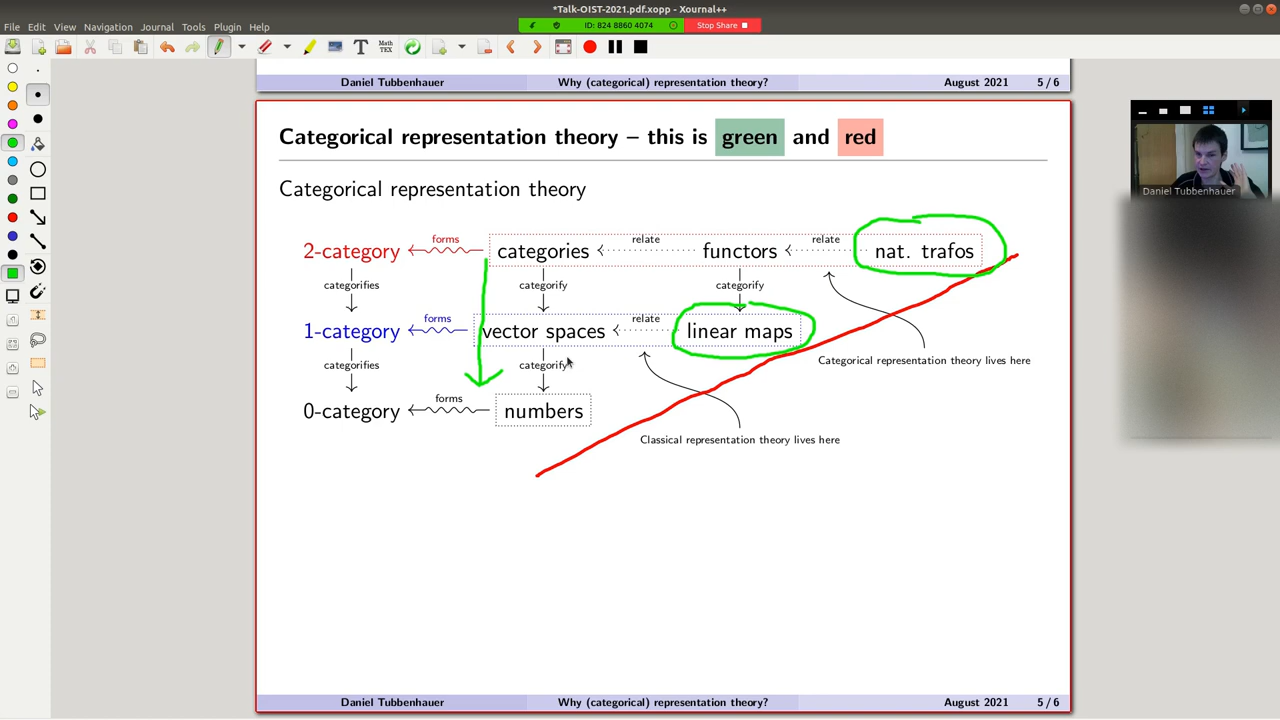 *Talk-OIST-2021.pdf.xopp - Xournal++
File Edit View Navigation Journal Tools Plugin Help
ID: 824 8860 4074 Stop Share
T Math TEX
Daniel Tubbenhauer Why (categorical) representation theory? August 2021 5 / 6
Categorical representation theory – this is green and red
Categorical representation theory
2-category forms categories relate functors relate nat. trafos
categorifies categorify categorify
1-category forms vector spaces relate linear maps
Categorical representation theory lives here
categorifies categorify
0-category forms numbers
Classical representation theory lives here
Daniel Tubbenhauer Why (categorical) representation theory? August 2021 5 / 6
Daniel Tubbenhauer